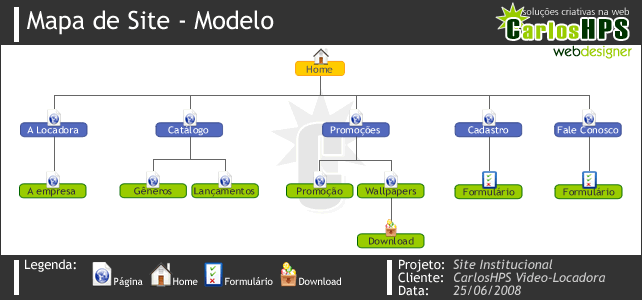 Mapa de Site - Modelo
soluções criativas na web
CarlosHPS
webdesigner
Home
A Locadora
Catálogo
Promoções
Cadastro
Fale Conosco
A empresa
Gêneros
Lançamentos
Promoção
Wallpapers
Formulário
Formulário
Download
Legenda:
Página
Home
Formulário
Download
Projeto: Site Institucional
Cliente: CarlosHPS Video-Locadora
Data: 25/06/2008